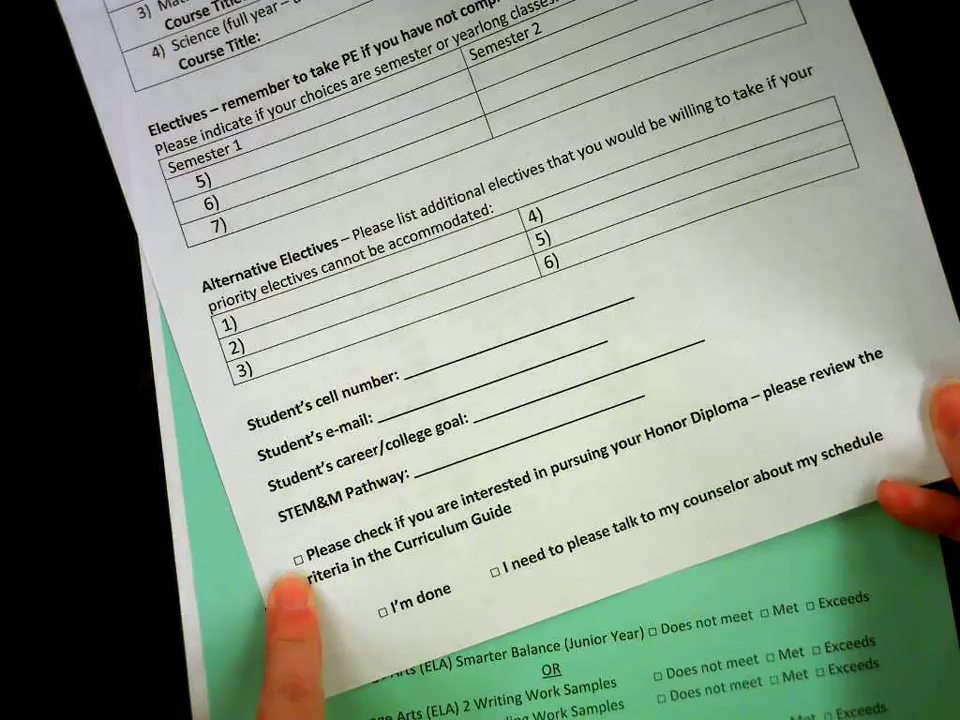 3)
Course Title:
4) Science (full year –
Course Title:
Electives – remember to take PE if you have not
Please indicate if your choices are semester or yearlong classes.
Semester 1 Semester 2
5)
6)
7)
Alternative Electives – Please list additional electives that you would be willing to take if your
priority electives cannot be accommodated:
1) 4)
2) 5)
3) 6)
Student's cell number:
Student's e-mail:
Student's career/college goal:
STEM&M Pathway:
□ Please check if you are interested in pursuing your Honor Diploma – please review the
riteria in the Curriculum Guide
□ I'm done □ I need to please talk to my counselor about my schedule
(ELA) Smarter Balance (Junior Year) □ Does not meet □ Met □ Exceeds
OR
Arts (ELA) 2 Writing Work Samples □ Does not meet □ Met □ Exceeds
Work Samples □ Does not meet □ Met □ Exceeds
Met □ Exceeds